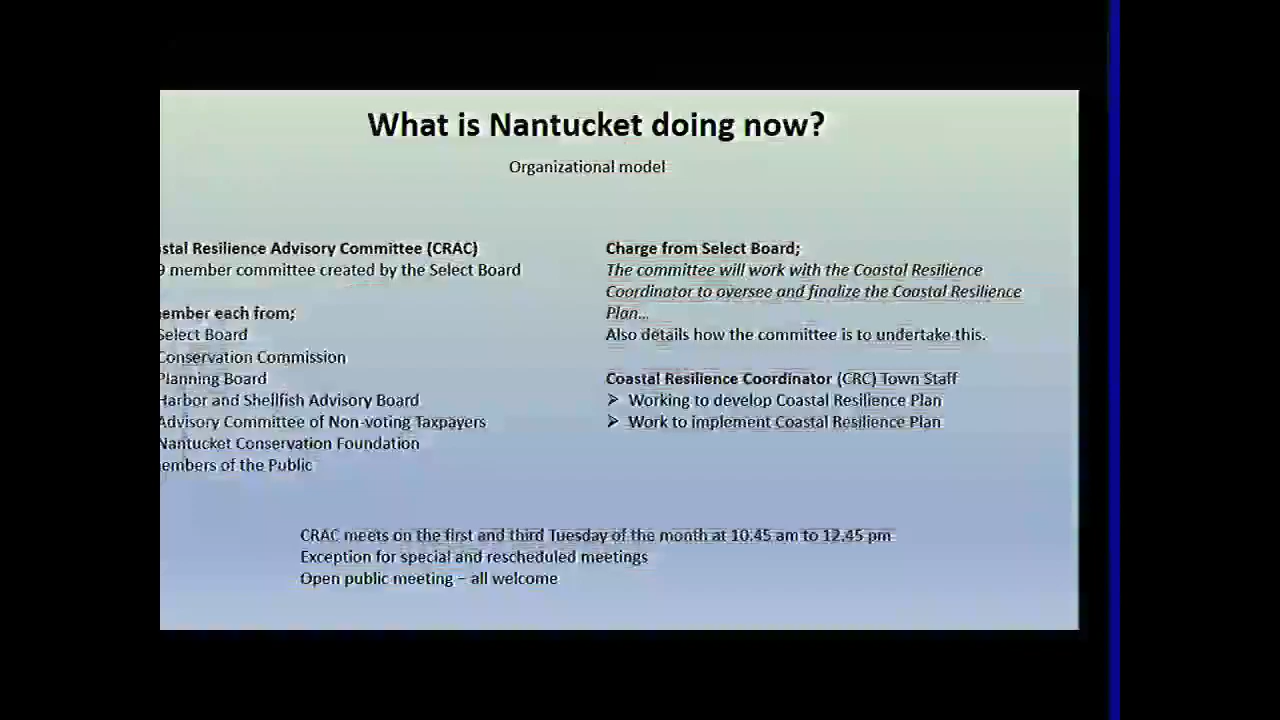 What is Nantucket doing now?
Organizational model
stal Resilience Advisory Committee (CRAC)
9 member committee created by the Select Board
ember each from;
Select Board
Conservation Commission
Planning Board
Harbor and Shellfish Advisory Board
Advisory Committee of Non-voting Taxpayers
Nantucket Conservation Foundation
embers of the Public
Charge from Select Board;
The committee will work with the Coastal Resilience
Coordinator to oversee and finalize the Coastal Resilience
Plan...
Also details how the committee is to undertake this.
Coastal Resilience Coordinator (CRC) Town Staff
➢ Working to develop Coastal Resilience Plan
➢ Work to implement Coastal Resilience Plan
CRAC meets on the first and third Tuesday of the month at 10.45 am to 12.45 pm
Exception for special and rescheduled meetings
Open public meeting – all welcome